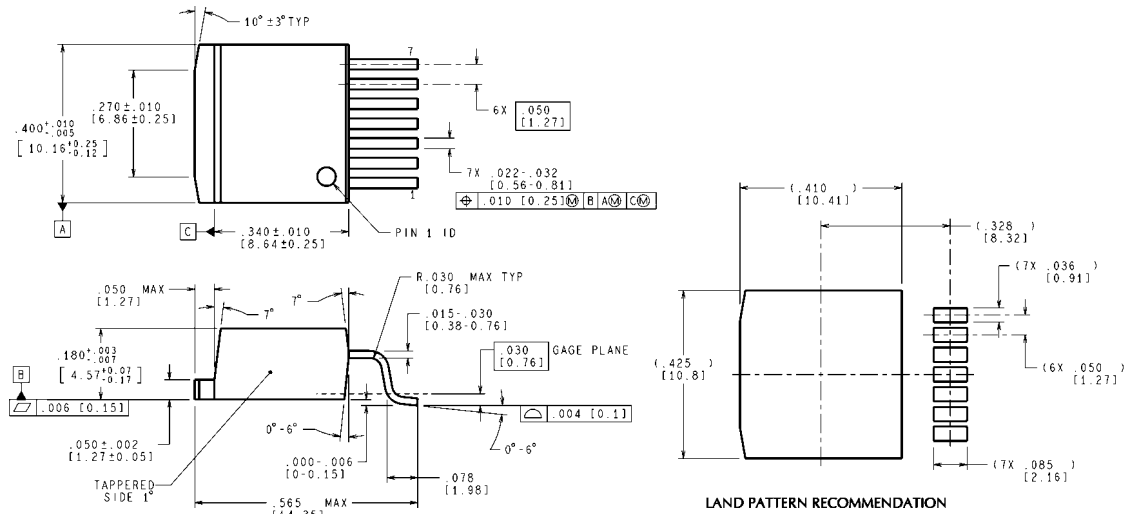 10° ±3° TYP
.270±.010
[6.86±0.25]
.400 +.010 -.005
[ 10.16 +0.25 -0.12 ]
A
C
.340±.010
[8.64±0.25]
PIN 1 ID
7
1
6X .050
[1.27]
7X .022-.032
[0.56-0.81]
⌖ .010 [0.25]Ⓜ B AⓂ CⓂ
.050 MAX
[1.27]
7°
7°
R.030 MAX TYP
[0.76]
.015-.030
[0.38-0.76]
.030
[0.76]
GAGE PLANE
.180 +.003 -.007
[ 4.57 +0.07 -0.17 ]
B
⏥ .006 [0.15]
.050±.002
[1.27±0.05]
TAPPERED
SIDE 1°
0°-6°
.000-.006
[0-0.15]
⌓ .004 [0.1]
0°-6°
.078
[1.98]
.565 MAX
(.410 )
[10.41]
(.328 )
[8.32]
(7X .036 )
[0.91]
(.425 )
[10.8]
(6X .050 )
[1.27]
(7X .085 )
[2.16]
LAND PATTERN RECOMMENDATION